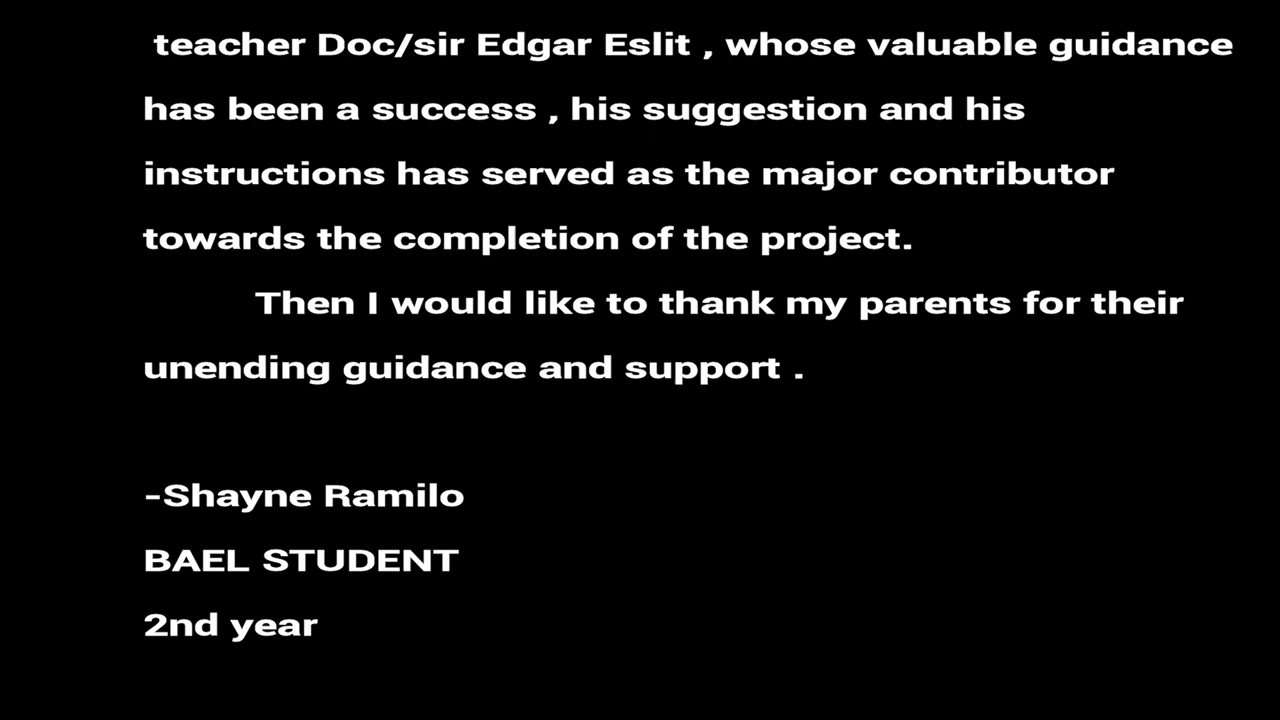 teacher Doc/sir Edgar Eslit , whose valuable guidance
has been a success , his suggestion and his
instructions has served as the major contributor
towards the completion of the project.
Then I would like to thank my parents for their
unending guidance and support .
-Shayne Ramilo
BAEL STUDENT
2nd year